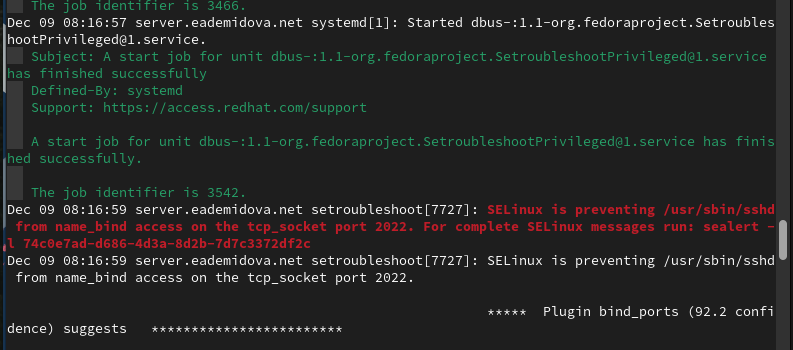 The job identifier is 3466.
Dec 09 08:16:57 server.eademidova.net systemd[1]: Started dbus-:1.1-org.fedoraproject.Setroubles
hootPrivileged@1.service.
Subject: A start job for unit dbus-:1.1-org.fedoraproject.SetroubleshootPrivileged@1.service
has finished successfully
Defined-By: systemd
Support: https://access.redhat.com/support
A start job for unit dbus-:1.1-org.fedoraproject.SetroubleshootPrivileged@1.service has finis
hed successfully.
The job identifier is 3542.
Dec 09 08:16:59 server.eademidova.net setroubleshoot[7727]: SELinux is preventing /usr/sbin/sshd
from name_bind access on the tcp_socket port 2022. For complete SELinux messages run: sealert -
l 74c0e7ad-d686-4d3a-8d2b-7d7c3372df2c
Dec 09 08:16:59 server.eademidova.net setroubleshoot[7727]: SELinux is preventing /usr/sbin/sshd
from name_bind access on the tcp_socket port 2022.
***** Plugin bind_ports (92.2 confi
dence) suggests ************************